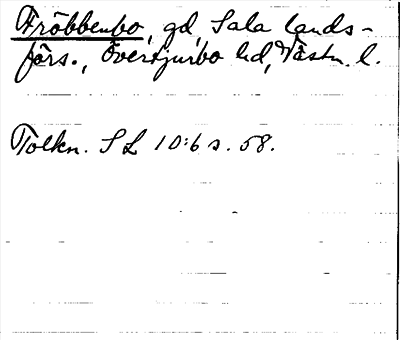 Fröbbenbo, gd, Sala lands-
förs., Övertjurbo hd, Västm. l.
Tolkn. SL 10:6 s. 58.